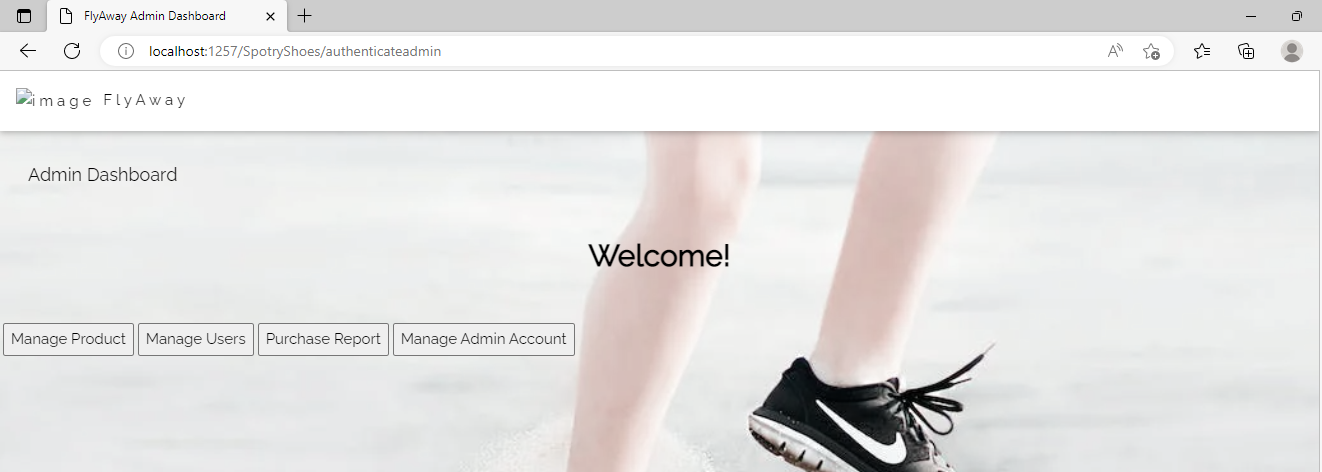 FlyAway Admin Dashboard
localhost:1257/SpotryShoes/authenticateadmin
image FlyAway
Admin Dashboard
Welcome!
Manage Product Manage Users Purchase Report Manage Admin Account